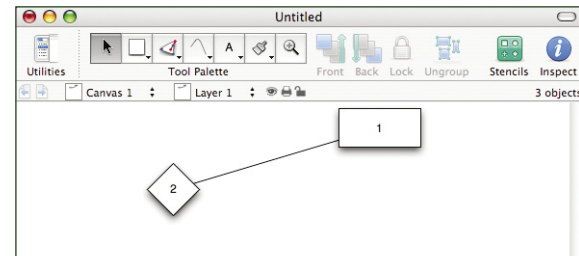 Untitled
Utilities Tool Palette Front Back Lock Ungroup Stencils Inspect
Canvas 1 Layer 1 3 objects
1
2